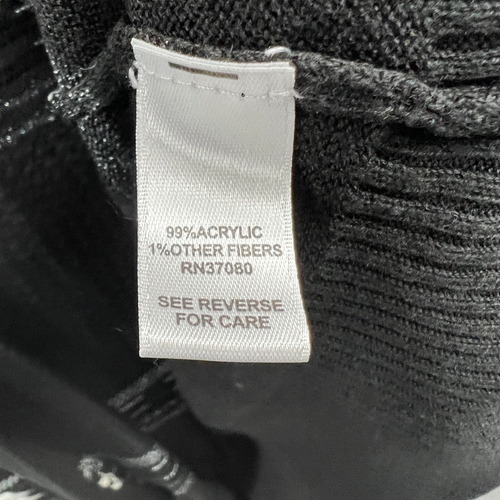 99%ACRYLIC
1%OTHER FIBERS
RN37080
SEE REVERSE
FOR CARE